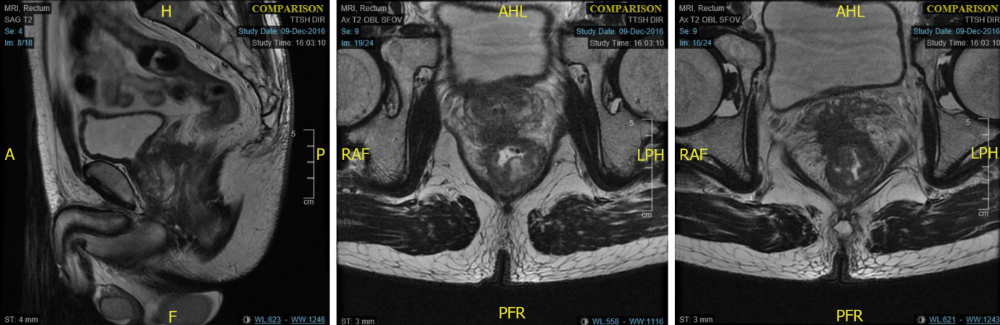 MRI, Rectum
SAG T2
Se: 4
Im: 8/18
H
COMPARISON
TTSH DIR
Study Date: 09-Dec-2016
Study Time: 16:03:10
A
5
P
cm
ST: 4 mm
F
WL:623 - WW:1246
MRI, Rectum
Ax T2 OBL SFOV
Se: 9
Im: 19/24
AHL
COMPARISON
TTSH DIR
Study Date: 09-Dec-2016
Study Time: 16:03:10
RAF
5
LPH
cm
ST: 3 mm
PFR
WL:558 - WW:1116
MRI, Rectum
Ax T2 OBL SFOV
Se: 9
Im: 16/24
AHL
COMPARISON
TTSH DIR
Study Date: 09-Dec-2016
Study Time: 16:03:10
RAF
5
LPH
cm
ST: 3 mm
PFR
WL:621 - WW:1243